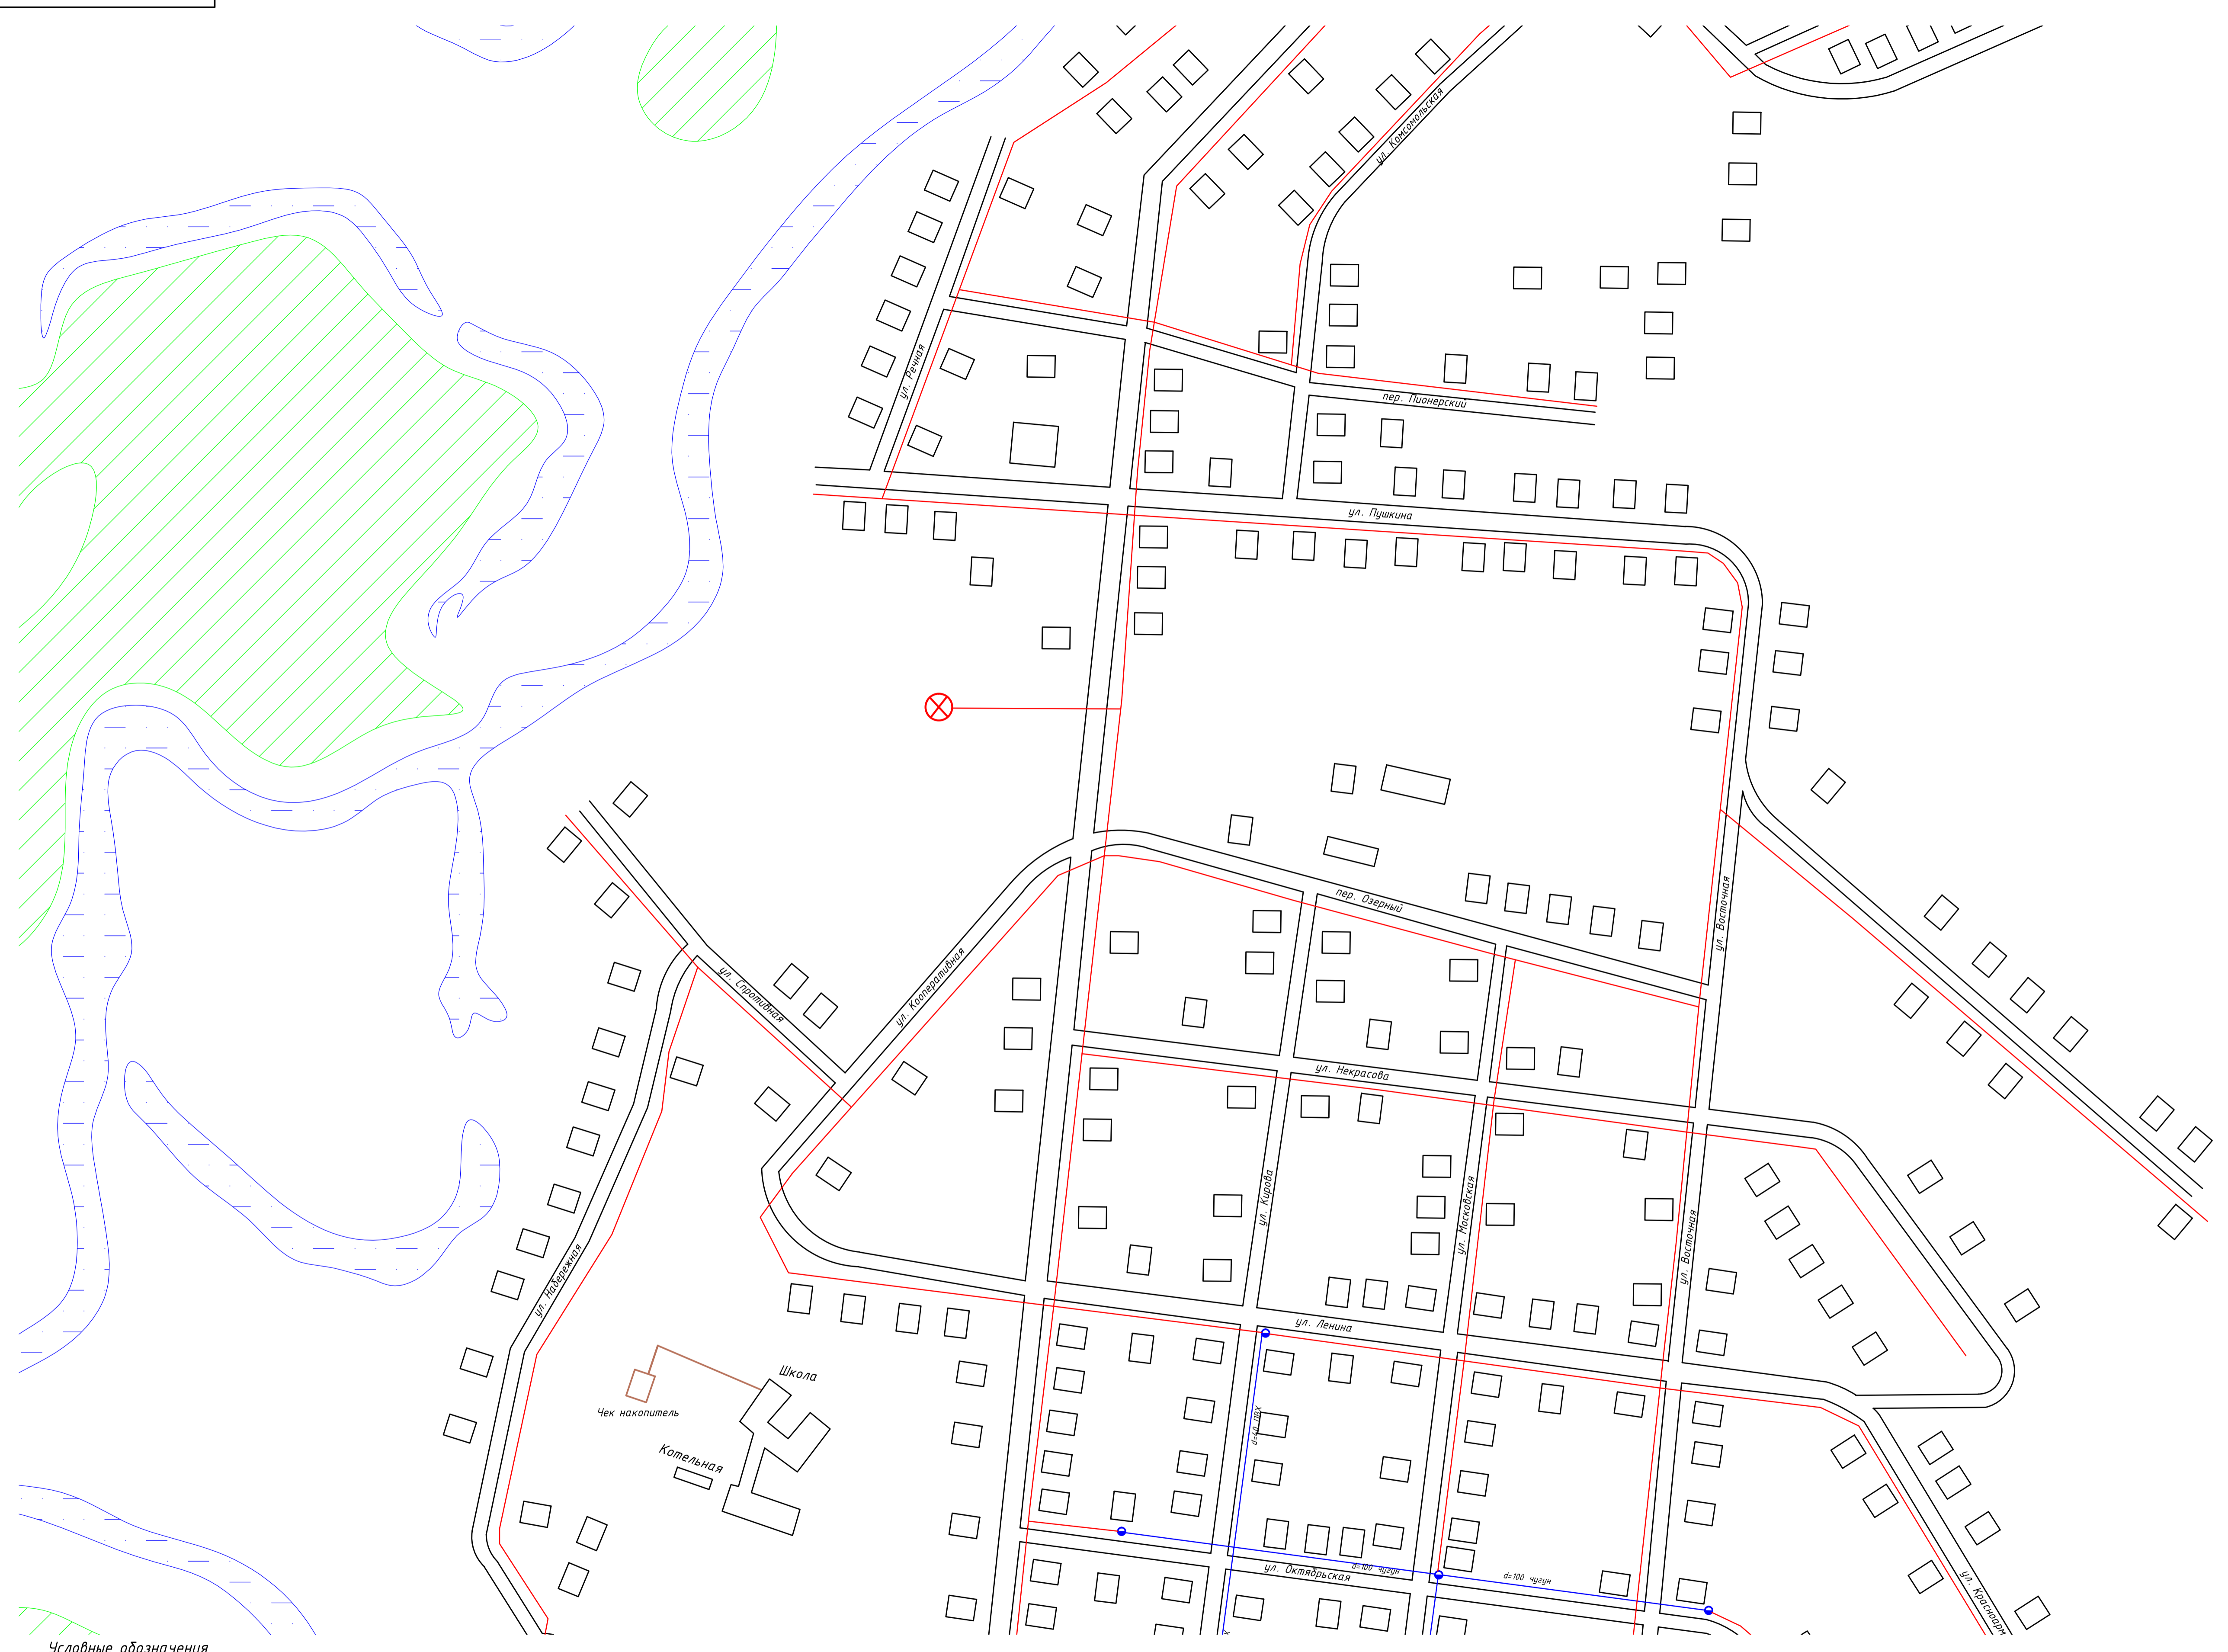 ул. Комсомольская
ул. Речная
пер. Пионерский
ул. Пушкина
пер. Озерный
ул. Восточная
ул. Спротивная
ул. Кооперативная
ул. Некрасова
ул. Кирова
ул. Московская
ул. Восточная
ул. Набережная
ул. Ленина
Школа
Чек накопитель
d=40 ПВХ
Котельная
ул. Октябрьская
d=100 чугун
d=100 чугун
ул. Красноарм
Условные обозначения